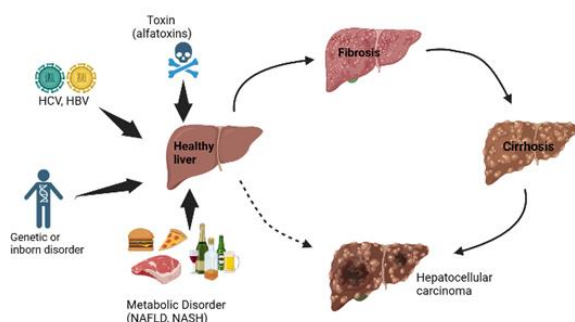 Toxin
(alfatoxins)
HCV, HBV
Genetic or
inborn disorder
Metabolic Disorder
(NAFLD, NASH)
Healthy
liver
Fibrosis
Cirrhosis
Hepatocellular
carcinoma